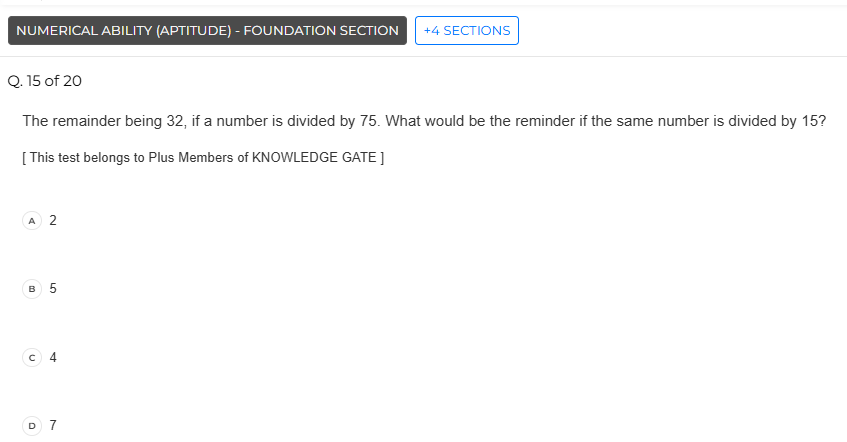 NUMERICAL ABILITY (APTITUDE) - FOUNDATION SECTION +4 SECTIONS
Q. 15 of 20
The remainder being 32, if a number is divided by 75. What would be the reminder if the same number is divided by 15?
[ This test belongs to Plus Members of KNOWLEDGE GATE ]
A 2
B 5
C 4
D 7